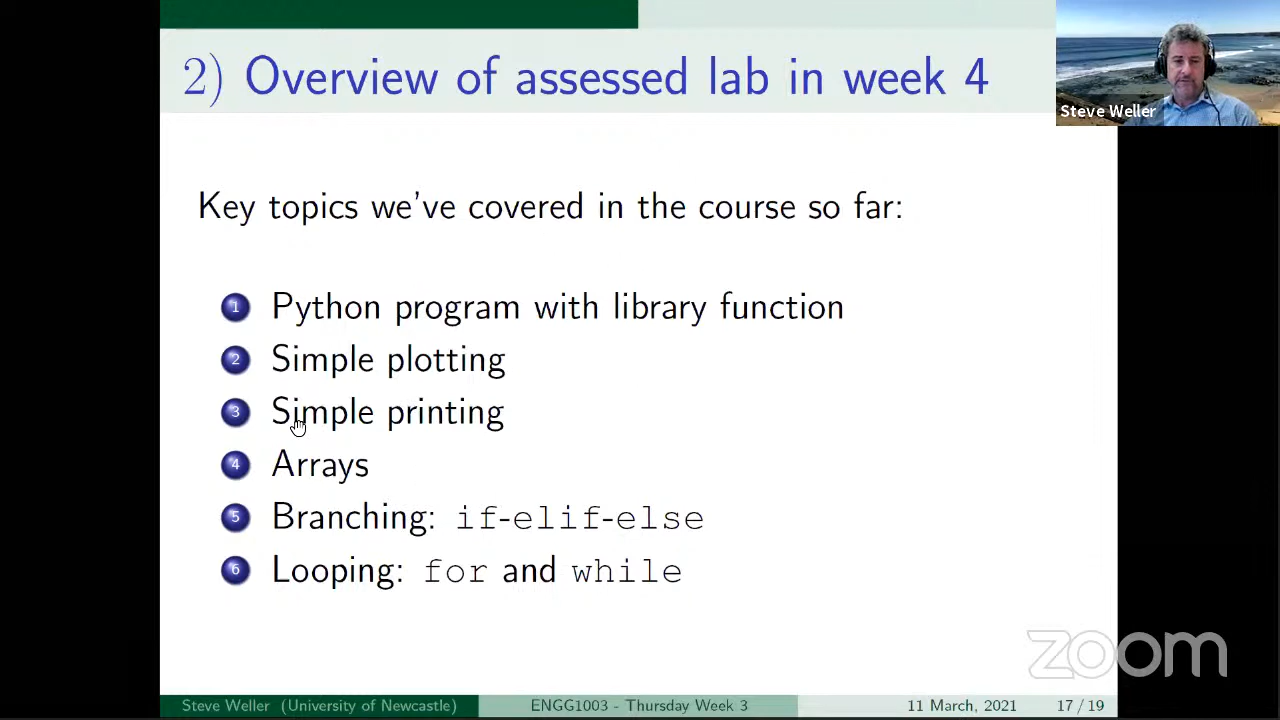 2) Overview of assessed lab in week 4
Steve Weller
Key topics we've covered in the course so far:
1 Python program with library function
2 Simple plotting
3 Simple printing
4 Arrays
5 Branching: if-elif-else
6 Looping: for and while
zoom
Steve Weller (University of Newcastle) ENGG1003 - Thursday Week 3 11 March, 2021 17 / 19